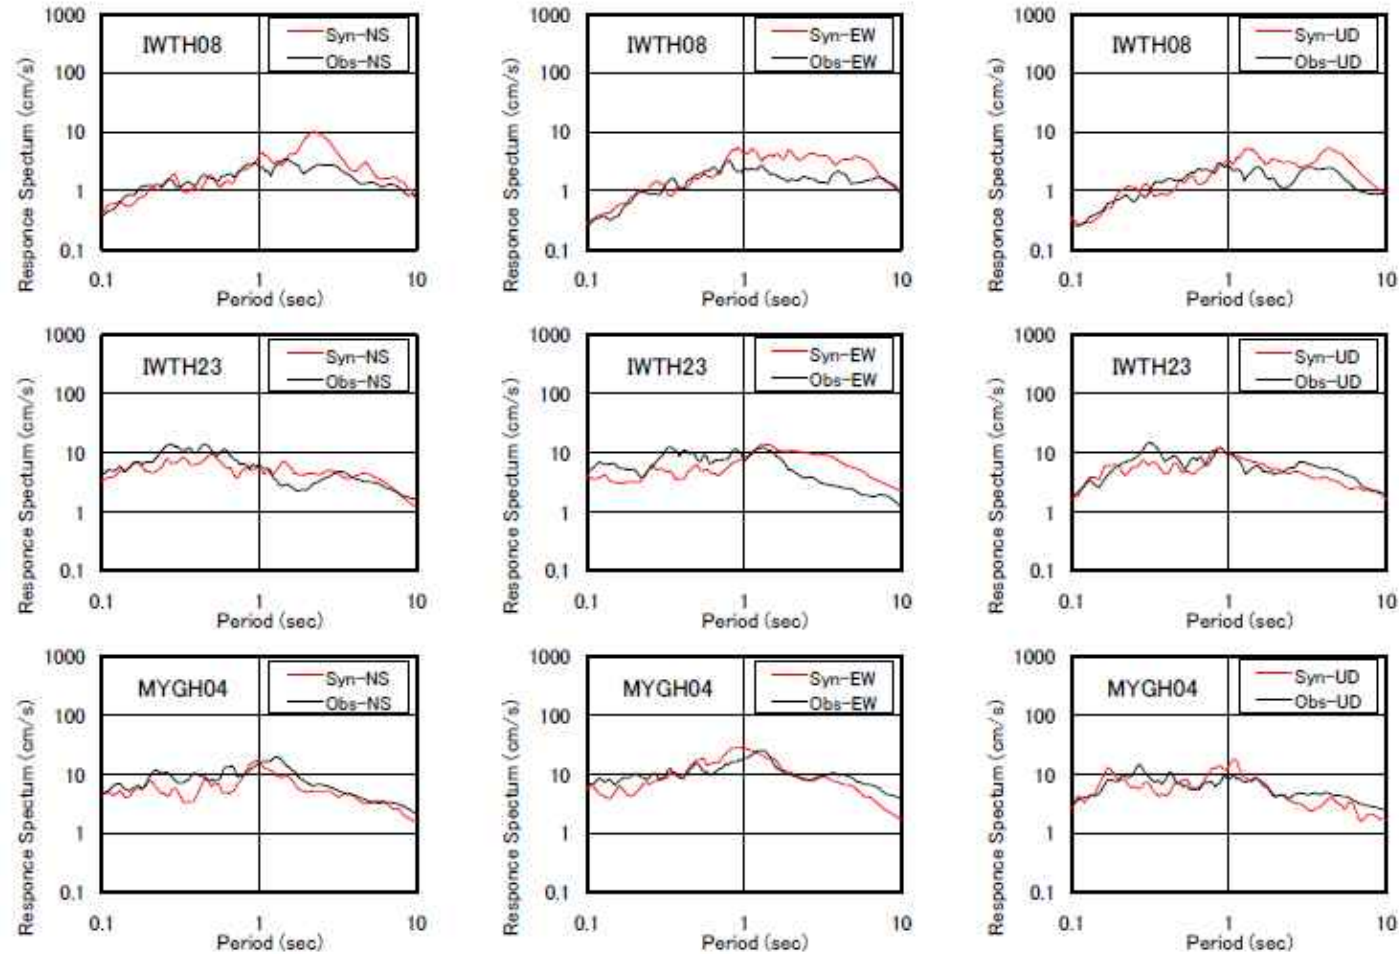 1000
100
10
1
0.1
Responce Spectum (cm/s)
IWTH08
Syn-NS
Obs-NS
0.1 1 10
Period (sec)
1000
100
10
1
0.1
Responce Spectum (cm/s)
IWTH08
Syn-EW
Obs-EW
0.1 1 10
Period (sec)
1000
100
10
1
0.1
Responce Spectum (cm/s)
IWTH08
Syn-UD
Obs-UD
0.1 1 10
Period (sec)
1000
100
10
1
0.1
Responce Spectum (cm/s)
IWTH23
Syn-NS
Obs-NS
0.1 1 10
Period (sec)
1000
100
10
1
0.1
Responce Spectum (cm/s)
IWTH23
Syn-EW
Obs-EW
0.1 1 10
Period (sec)
1000
100
10
1
0.1
Responce Spectum (cm/s)
IWTH23
Syn-UD
Obs-UD
0.1 1 10
Period (sec)
1000
100
10
1
0.1
Responce Spectum (cm/s)
MYGH04
Syn-NS
Obs-NS
0.1 1 10
Period (sec)
1000
100
10
1
0.1
Responce Spectum (cm/s)
MYGH04
Syn-EW
Obs-EW
0.1 1 10
Period (sec)
1000
100
10
1
0.1
Responce Spectum (cm/s)
MYGH04
Syn-UD
Obs-UD
0.1 1 10
Period (sec)